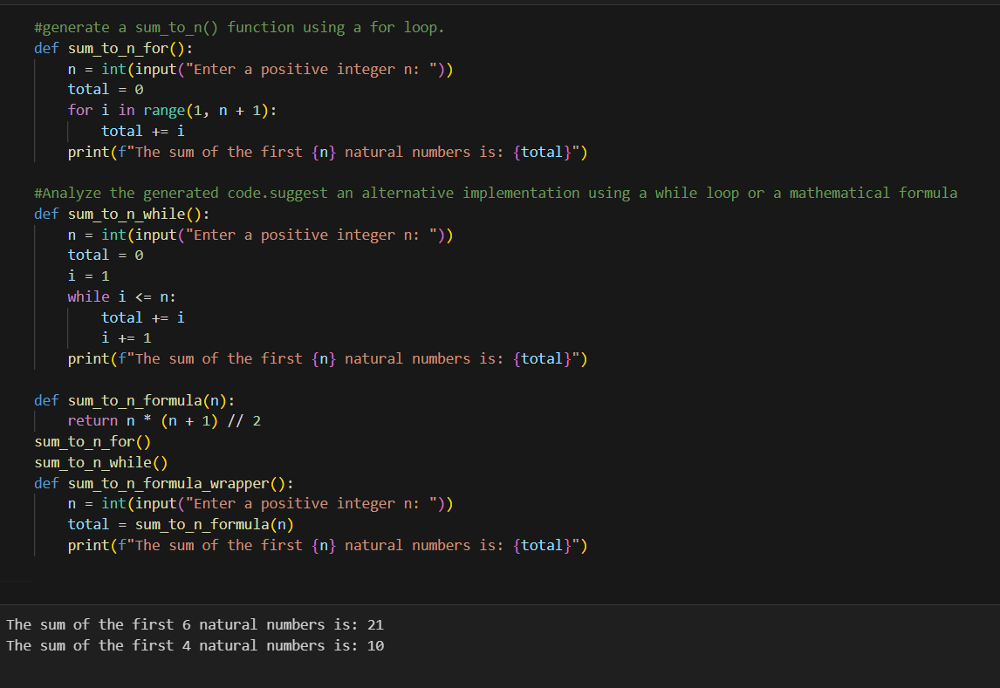 #generate a sum_to_n() function using a for loop.
def sum_to_n_for():
    n = int(input("Enter a positive integer n: "))
    total = 0
    for i in range(1, n + 1):
        total += i
    print(f"The sum of the first {n} natural numbers is: {total}")

#Analyze the generated code.suggest an alternative implementation using a while loop or a mathematical formula
def sum_to_n_while():
    n = int(input("Enter a positive integer n: "))
    total = 0
    i = 1
    while i <= n:
        total += i
        i += 1
    print(f"The sum of the first {n} natural numbers is: {total}")

def sum_to_n_formula(n):
    return n * (n + 1) // 2
sum_to_n_for()
sum_to_n_while()
def sum_to_n_formula_wrapper():
    n = int(input("Enter a positive integer n: "))
    total = sum_to_n_formula(n)
    print(f"The sum of the first {n} natural numbers is: {total}")

The sum of the first 6 natural numbers is: 21
The sum of the first 4 natural numbers is: 10